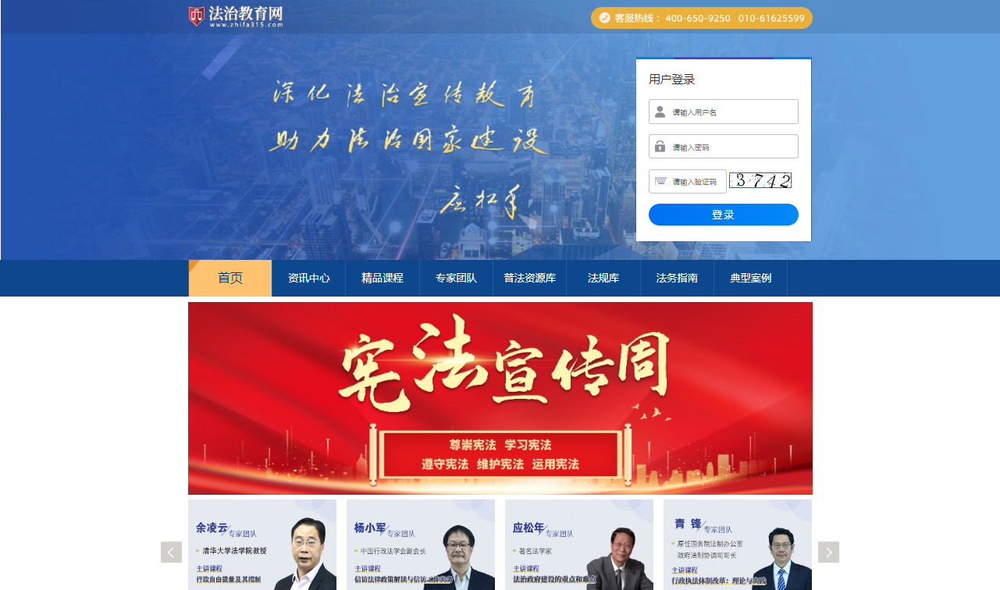 法治教育网
www.zhifa315.com
客服热线： 400-650-9250 010-61625599
深化法治宣传教育
助力法治国家建设
应松年
用户登录
请输入用户名
请输入密码
请输入验证码
3742
登录
首页 资讯中心 精品课程 专家团队 普法资源库 法规库 法务指南 典型案例
宪法宣传周
尊崇宪法 学习宪法
遵守宪法 维护宪法 运用宪法
余凌云 专家团队
清华大学法学院教授
主讲课程
行政自由裁量及其控制
杨小军 专家团队
中国行政法学会副会长
主讲课程
信访法律政策解读与信访工作实务
应松年 专家团队
著名法学家
主讲课程
法治政府建设的重点和难点
青 锋 专家团队
原任国务院法制办公室
政府法制协调司司长
主讲课程
行政执法体制改革：理论与实践